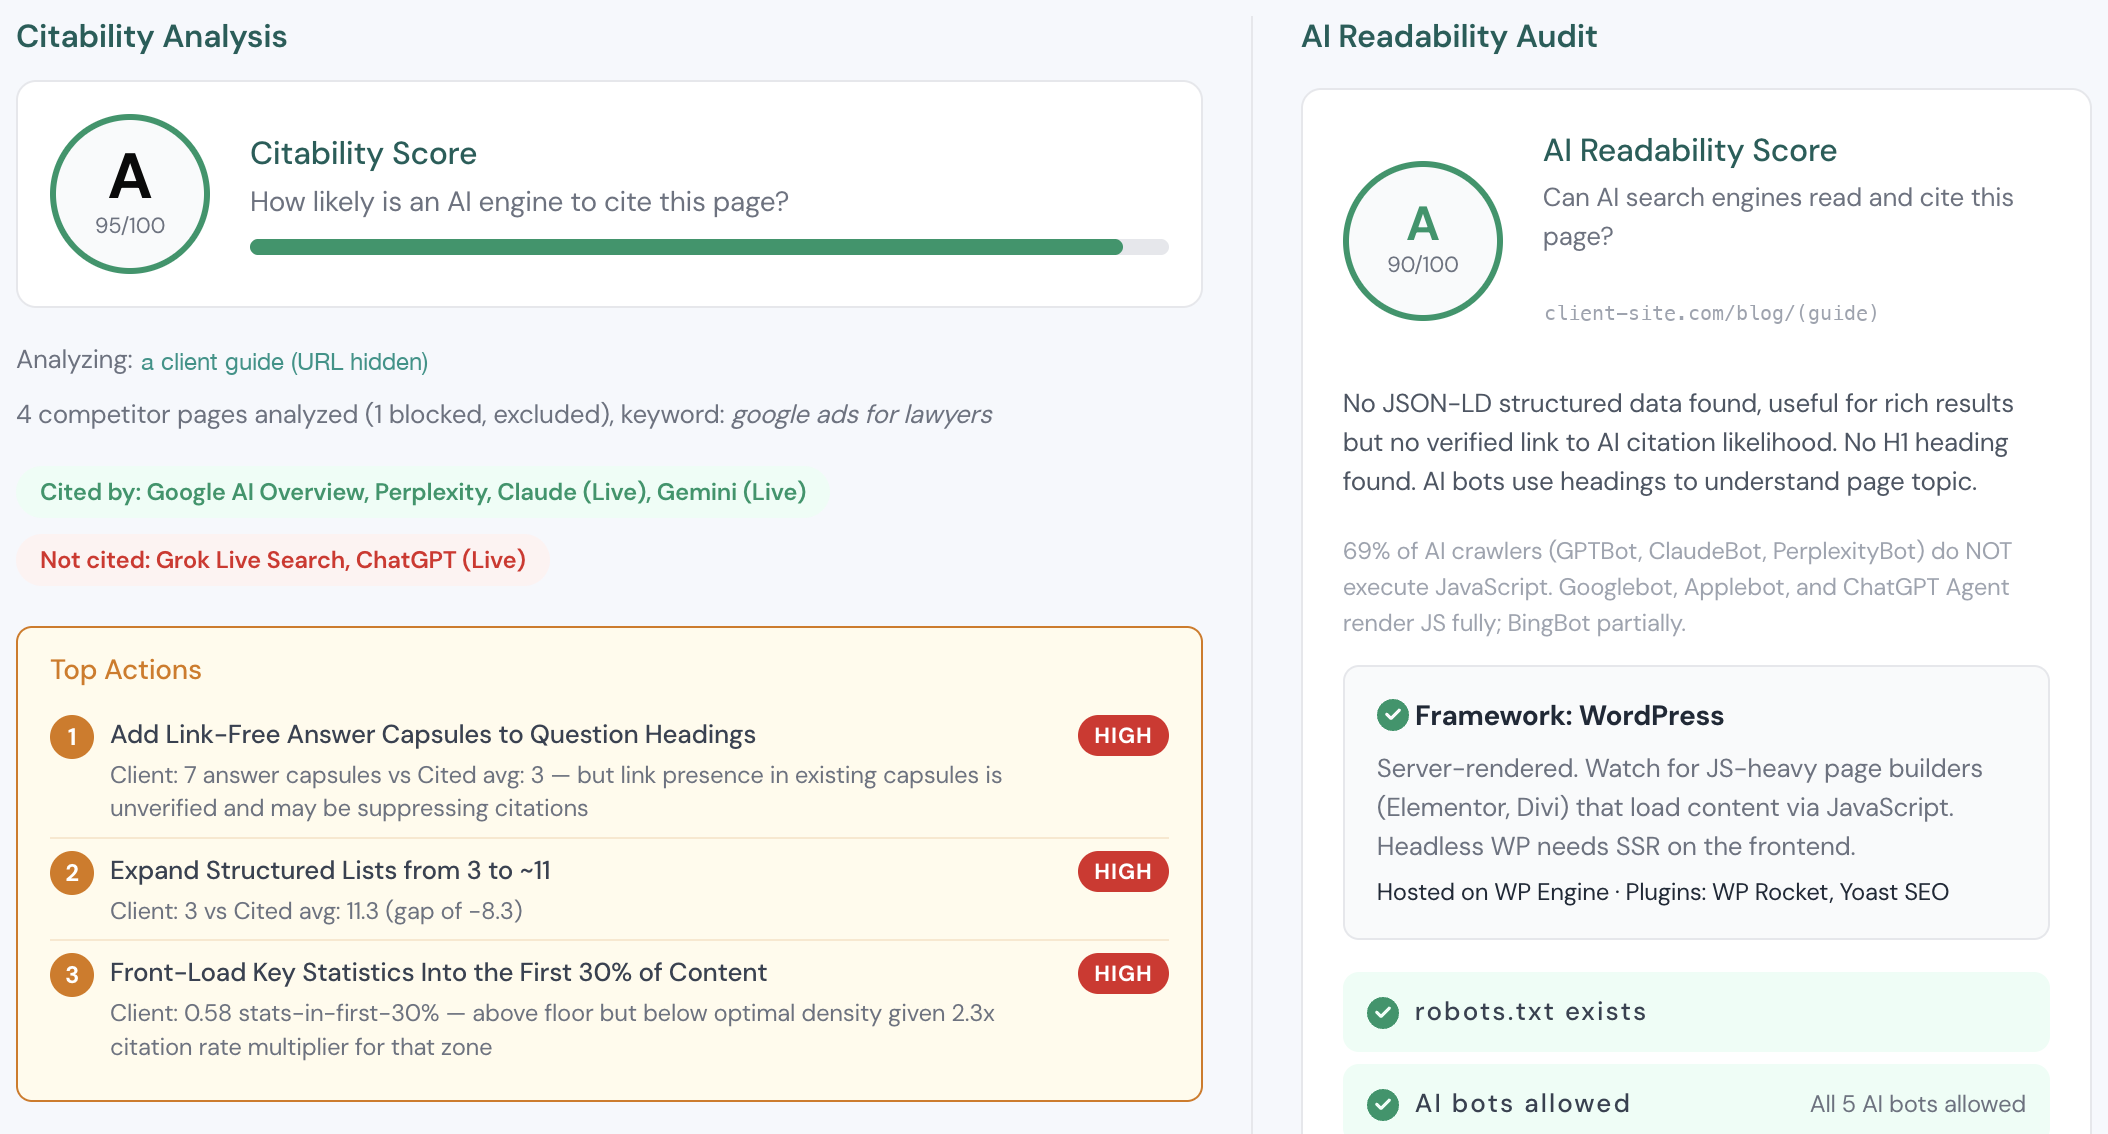 Citability Analysis
A
95/100
Citability Score
How likely is an AI engine to cite this page?
Analyzing: a client guide (URL hidden)
4 competitor pages analyzed (1 blocked, excluded), keyword: google ads for lawyers
Cited by: Google AI Overview, Perplexity, Claude (Live), Gemini (Live)
Not cited: Grok Live Search, ChatGPT (Live)
Top Actions
1 Add Link-Free Answer Capsules to Question Headings HIGH
Client: 7 answer capsules vs Cited avg: 3 — but link presence in existing capsules is
unverified and may be suppressing citations
2 Expand Structured Lists from 3 to ~11 HIGH
Client: 3 vs Cited avg: 11.3 (gap of -8.3)
3 Front-Load Key Statistics Into the First 30% of Content HIGH
Client: 0.58 stats-in-first-30% — above floor but below optimal density given 2.3x
citation rate multiplier for that zone
AI Readability Audit
A
90/100
AI Readability Score
Can AI search engines read and cite this
page?
client-site.com/blog/(guide)
No JSON-LD structured data found, useful for rich results
but no verified link to AI citation likelihood. No H1 heading
found. AI bots use headings to understand page topic.
69% of AI crawlers (GPTBot, ClaudeBot, PerplexityBot) do NOT
execute JavaScript. Googlebot, Applebot, and ChatGPT Agent
render JS fully; BingBot partially.
Framework: WordPress
Server-rendered. Watch for JS-heavy page builders
(Elementor, Divi) that load content via JavaScript.
Headless WP needs SSR on the frontend.
Hosted on WP Engine · Plugins: WP Rocket, Yoast SEO
robots.txt exists
AI bots allowed All 5 AI bots allowed